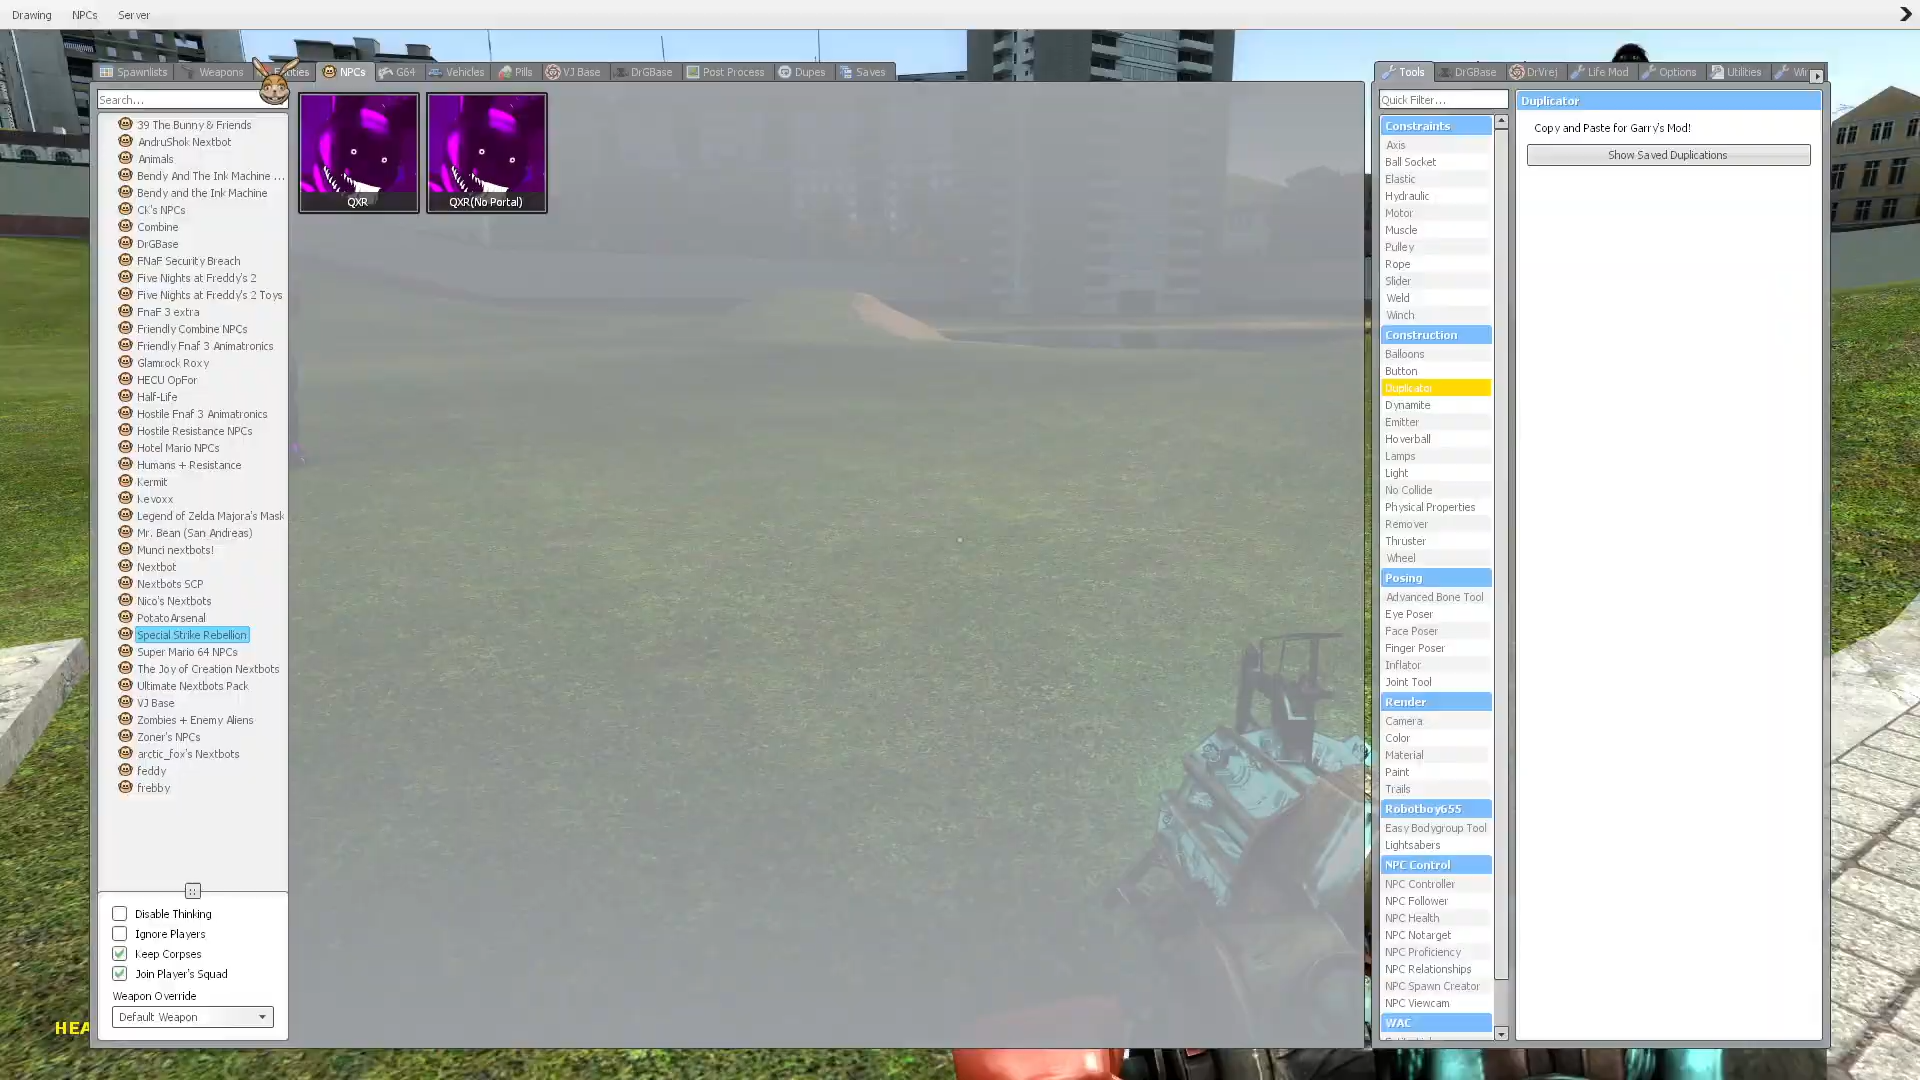 Drawing
NPCs
Server
Spawnlists
Weapons
Entities
NPCs
G64
Vehicles
Pills
VJ Base
DrGBase
Post Process
Dupes
Saves
Search...
39 The Bunny & Friends
AndruShok Nextbot
Animals
Bendy And The Ink Machine ...
Bendy and the Ink Machine
CK's NPCs
Combine
DrGBase
FNaF Security Breach
Five Nights at Freddy's 2
Five Nights at Freddy's 2 Toys
FnaF 3 extra
Friendly Combine NPCs
Friendly Fnaf 3 Animatronics
Glamrock Roxy
HECU OpFor
Half-Life
Hostile Fnaf 3 Animatronics
Hostile Resistance NPCs
Hotel Mario NPCs
Humans + Resistance
Kermit
Kevoxx
Legend of Zelda Majora's Mask
Mr. Bean (San Andreas)
Munci nextbots!
Nextbot
Nextbots SCP
Nico's Nextbots
PotatoArsenal
Special Strike Rebellion
Super Mario 64 NPCs
The Joy of Creation Nextbots
Ultimate Nextbots Pack
VJ Base
Zombies + Enemy Aliens
Zoner's NPCs
arctic_fox's Nextbots
feddy
frebby
Disable Thinking
Ignore Players
Keep Corpses
Join Player's Squad
Weapon Override
Default Weapon
HEA
QXR
QXR(No Portal)
Tools
DrGBase
DrVrej
Life Mod
Options
Utilities
Quick Filter...
Constraints
Axis
Ball Socket
Elastic
Hydraulic
Motor
Muscle
Pulley
Rope
Slider
Weld
Winch
Construction
Balloons
Button
Duplicator
Dynamite
Emitter
Hoverball
Lamps
Light
No Collide
Physical Properties
Remover
Thruster
Wheel
Posing
Advanced Bone Tool
Eye Poser
Face Poser
Finger Poser
Inflator
Joint Tool
Render
Camera
Color
Material
Paint
Trails
Robotboy655
Easy Bodygroup Tool
Lightsabers
NPC Control
NPC Controller
NPC Follower
NPC Health
NPC Notarget
NPC Proficiency
NPC Relationships
NPC Spawn Creator
NPC Viewcam
WAC
Duplicator
Copy and Paste for Garry's Mod!
Show Saved Duplications